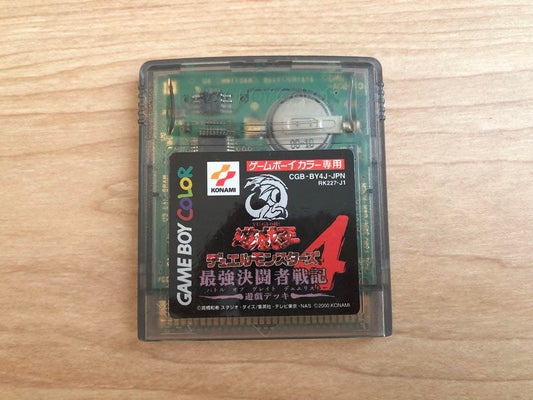 ゲームボーイカラー専用
CGB-BY4J-JPN
RK227-J1
KONAMI
GAME BOY COLOR
遊戯王
デュエルモンスターズ
4
最強決闘者戦記
バトル オブ グレイト デュエリスト
遊戯デッキ
©高橋和希 スタジオ・ダイス/集英社・テレビ東京・NAS ©2000 KONAMI